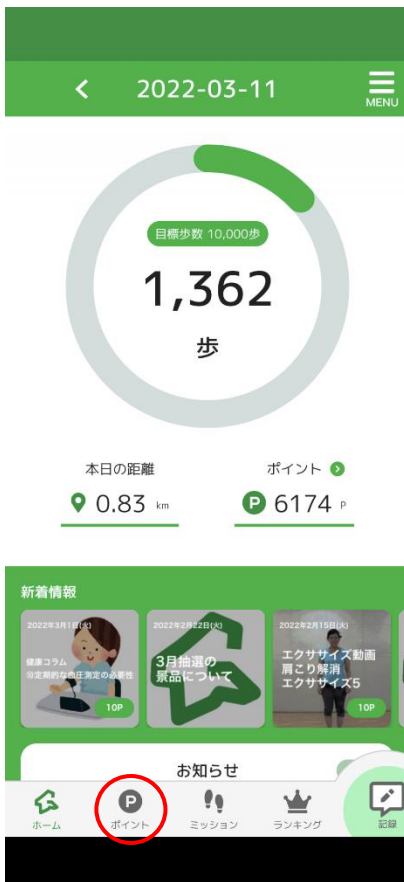 2022-03-11
MENU
目標歩数 10,000歩
1,362
歩
本日の距離
ポイント
0.83 km
P 6174 P
新着情報
2022年3月1日(火)
健康コラム
⑩定期的な血圧測定の必要性
10P
2022年2月22日(火)
3月抽選の
景品について
2022年2月15日(火)
エクササイズ動画
肩こり解消
エクササイズ5
10P
お知らせ
P
ホーム
ポイント
ミッション
ランキング
記録